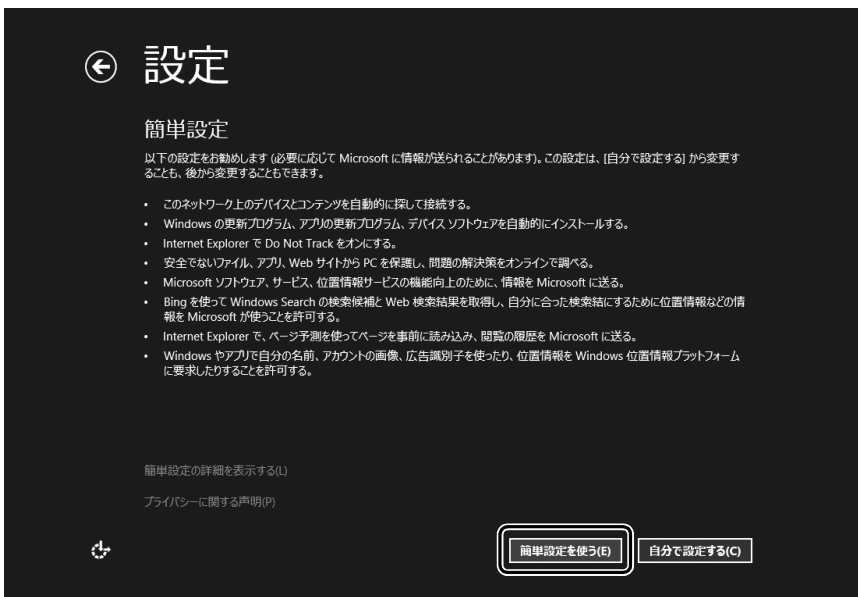 設定
簡単設定
以下の設定をお勧めします (必要に応じて Microsoft に情報が送られることがあります)。この設定は、[自分で設定する] から変更す
ることも、後から変更することもできます。
• このネットワーク上のデバイスとコンテンツを自動的に探して接続する。
• Windows の更新プログラム、アプリの更新プログラム、デバイス ソフトウェアを自動的にインストールする。
• Internet Explorer で Do Not Track をオンにする。
• 安全でないファイル、アプリ、Web サイトから PC を保護し、問題の解決策をオンラインで調べる。
• Microsoft ソフトウェア、サービス、位置情報サービスの機能向上のために、情報を Microsoft に送る。
• Bing を使って Windows Search の検索候補と Web 検索結果を取得し、自分に合った検索結にするために位置情報などの情
報を Microsoft が使うことを許可する。
• Internet Explorer で、ページ予測を使ってページを事前に読み込み、閲覧の履歴を Microsoft に送る。
• Windows やアプリで自分の名前、アカウントの画像、広告識別子を使ったり、位置情報を Windows 位置情報プラットフォーム
に要求したりすることを許可する。
簡単設定の詳細を表示する(L)
プライバシーに関する声明(P)
簡単設定を使う(E)
自分で設定する(C)